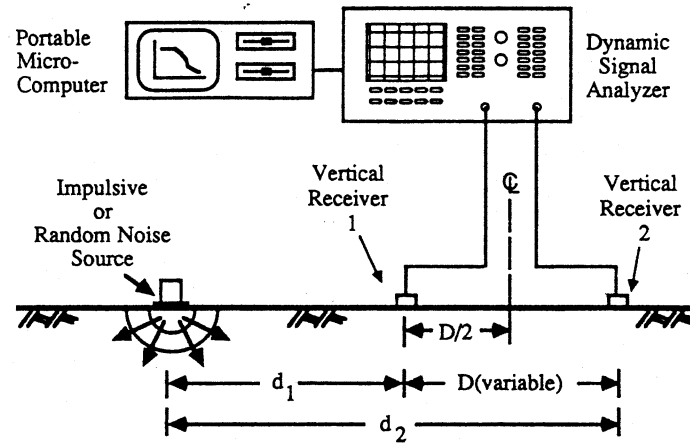 Portable
Micro-
Computer
Dynamic
Signal
Analyzer
Impulsive
or
Random Noise
Source
Vertical
Receiver
1
℄
Vertical
Receiver
2
D/2
d₁
D(variable)
d₂